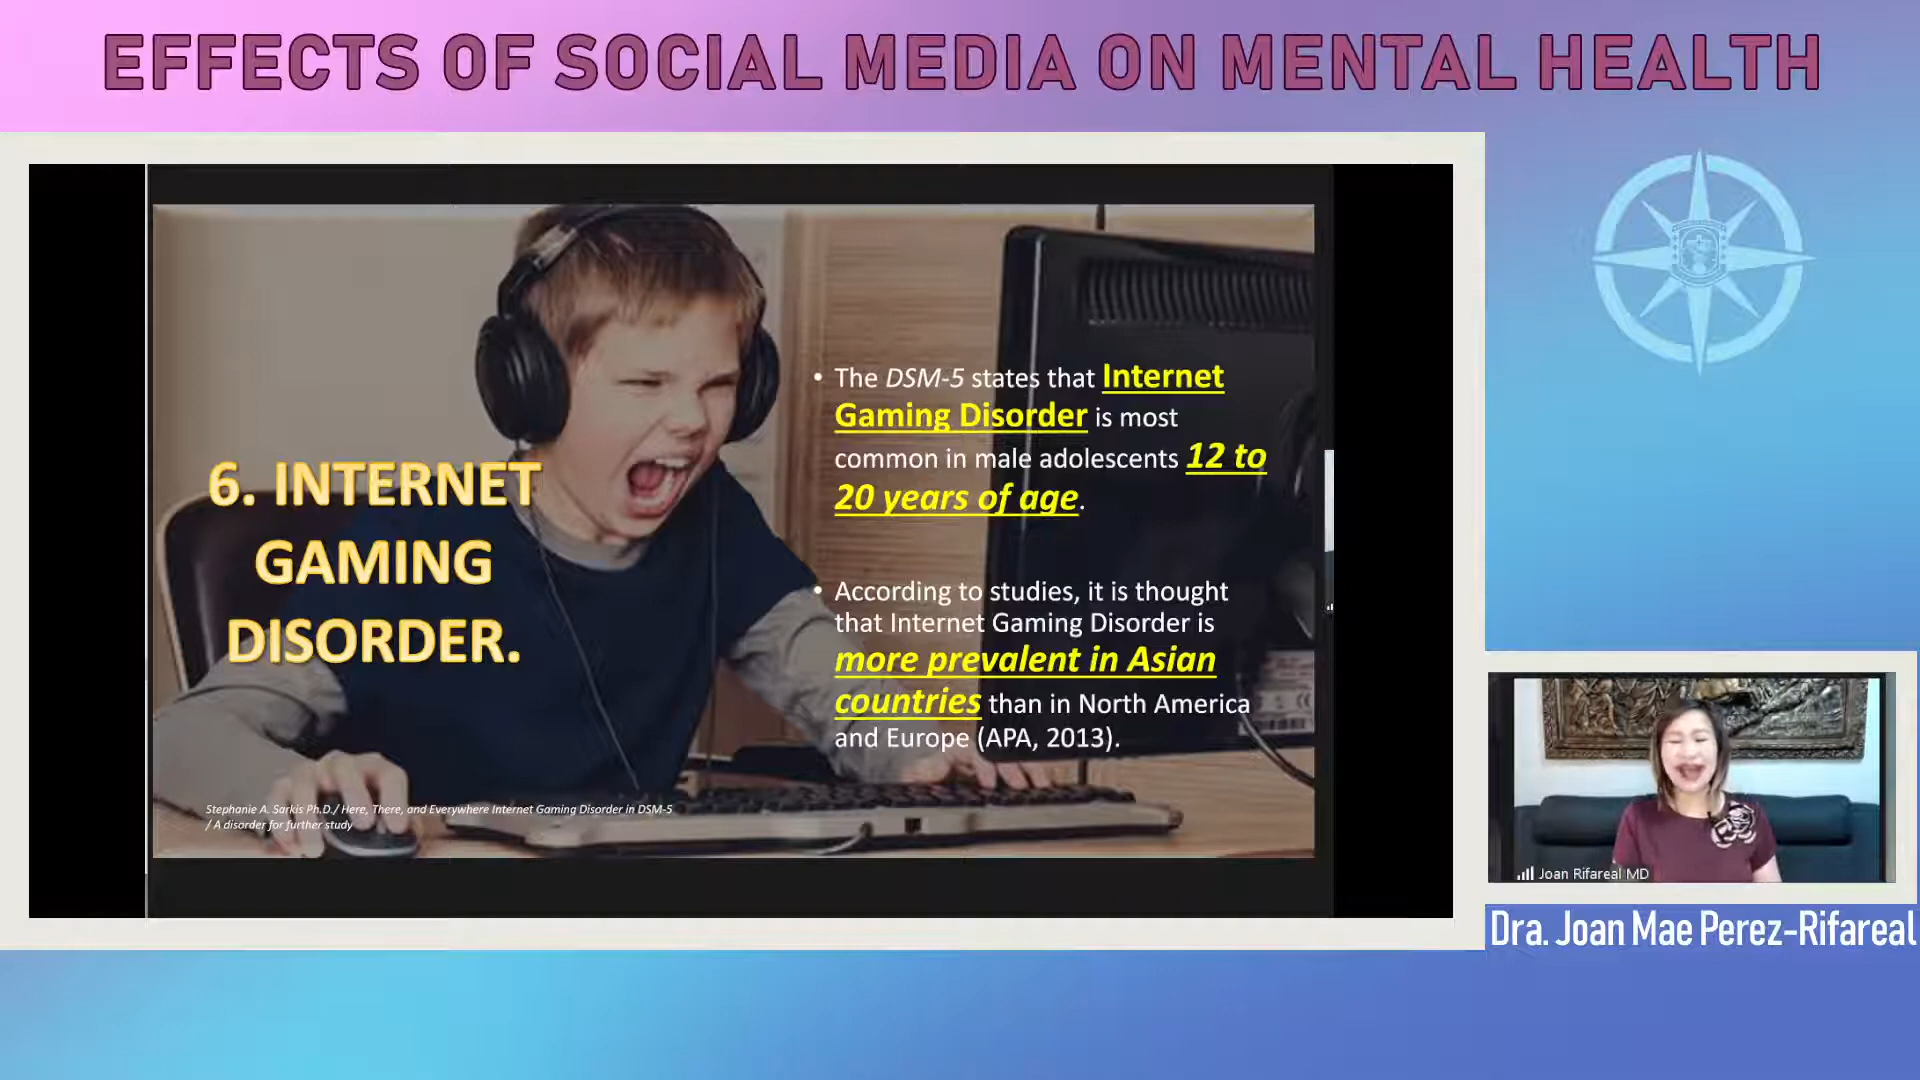 EFFECTS OF SOCIAL MEDIA ON MENTAL HEALTH
6. INTERNET
GAMING
DISORDER.
• The DSM-5 states that Internet
Gaming Disorder is most
common in male adolescents 12 to
20 years of age.
• According to studies, it is thought
that Internet Gaming Disorder is
more prevalent in Asian
countries than in North America
and Europe (APA, 2013).
Stephanie A. Sarkis Ph.D./ Here, There, and Everywhere Internet Gaming Disorder in DSM-5
/ A disorder for further study
Joan Rifareal MD
Dra. Joan Mae Perez-Rifareal